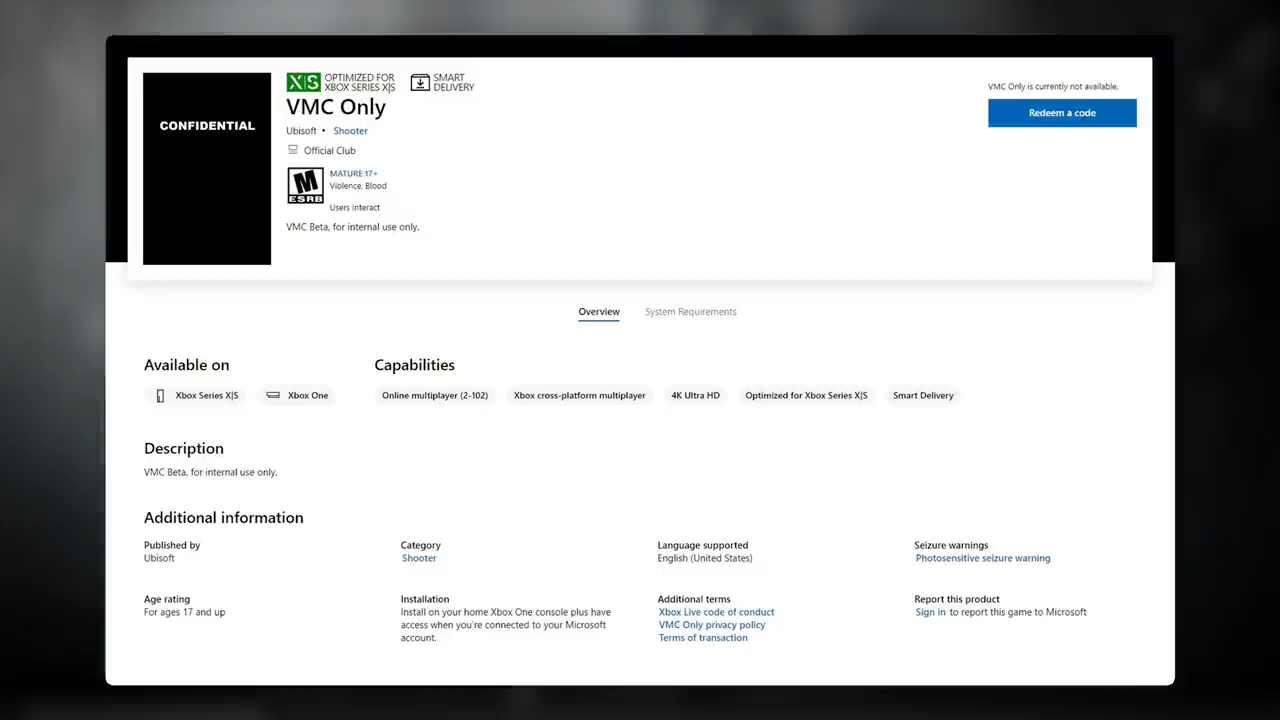 CONFIDENTIAL
X|S OPTIMIZED FOR
XBOX SERIES X|S
SMART
DELIVERY
VMC Only
Ubisoft • Shooter
Official Club
M
ESRB
MATURE 17+
Violence, Blood
Users Interact
VMC Beta, for internal use only.
VMC Only is currently not available.
Redeem a code
Overview
System Requirements
Available on
Xbox Series X|S
Xbox One
Capabilities
Online multiplayer (2-102)
Xbox cross-platform multiplayer
4K Ultra HD
Optimized for Xbox Series X|S
Smart Delivery
Description
VMC Beta, for internal use only.
Additional information
Published by
Ubisoft
Category
Shooter
Language supported
English (United States)
Seizure warnings
Photosensitive seizure warning
Age rating
For ages 17 and up
Installation
Install on your home Xbox One console plus have
access when you're connected to your Microsoft
account.
Additional terms
Xbox Live code of conduct
VMC Only privacy policy
Terms of transaction
Report this product
Sign in to report this game to Microsoft